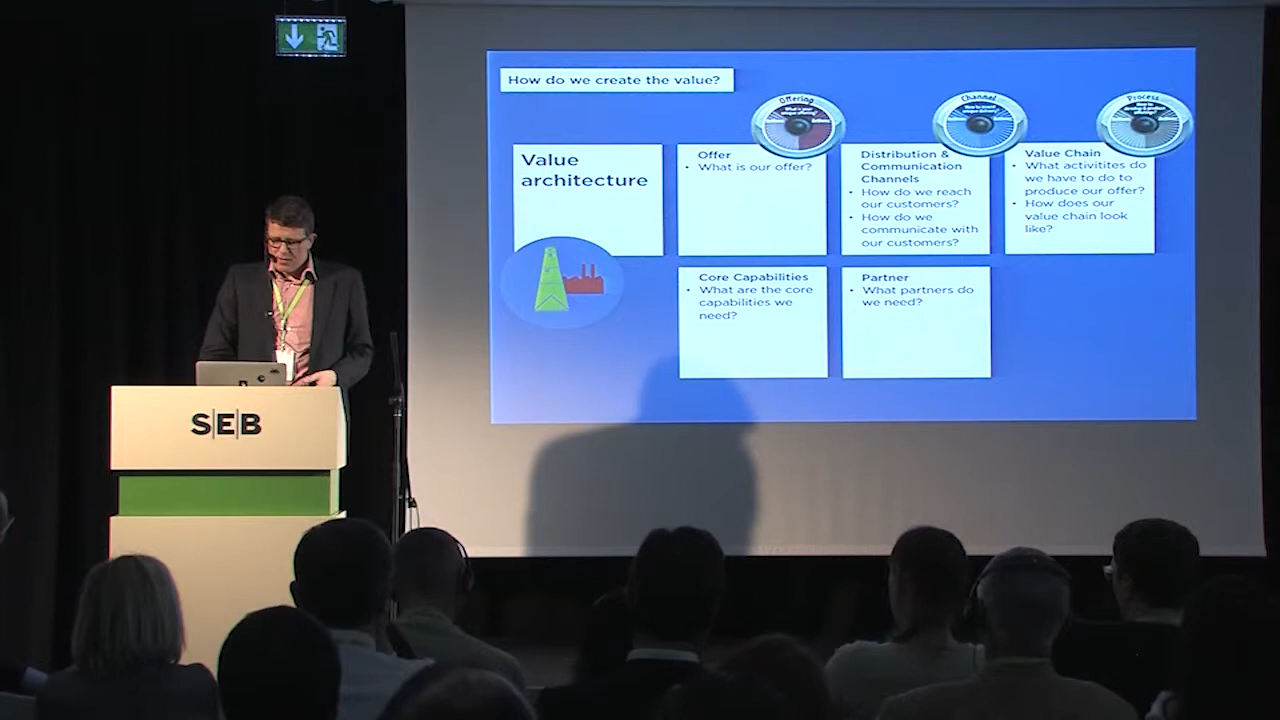 How do we create the value?
Offering
Channel
Process
Value
architecture
Offer
• What is our offer?
Distribution &
Communication
Channels
• How do we reach
our customers?
• How do we
communicate with
our customers?
Value Chain
• What activitites do
we have to do to
produce our offer?
• How does our
value chain look
like?
Core Capabilities
• What are the core
capabilities we
need?
Partner
• What partners do
we need?
SEB